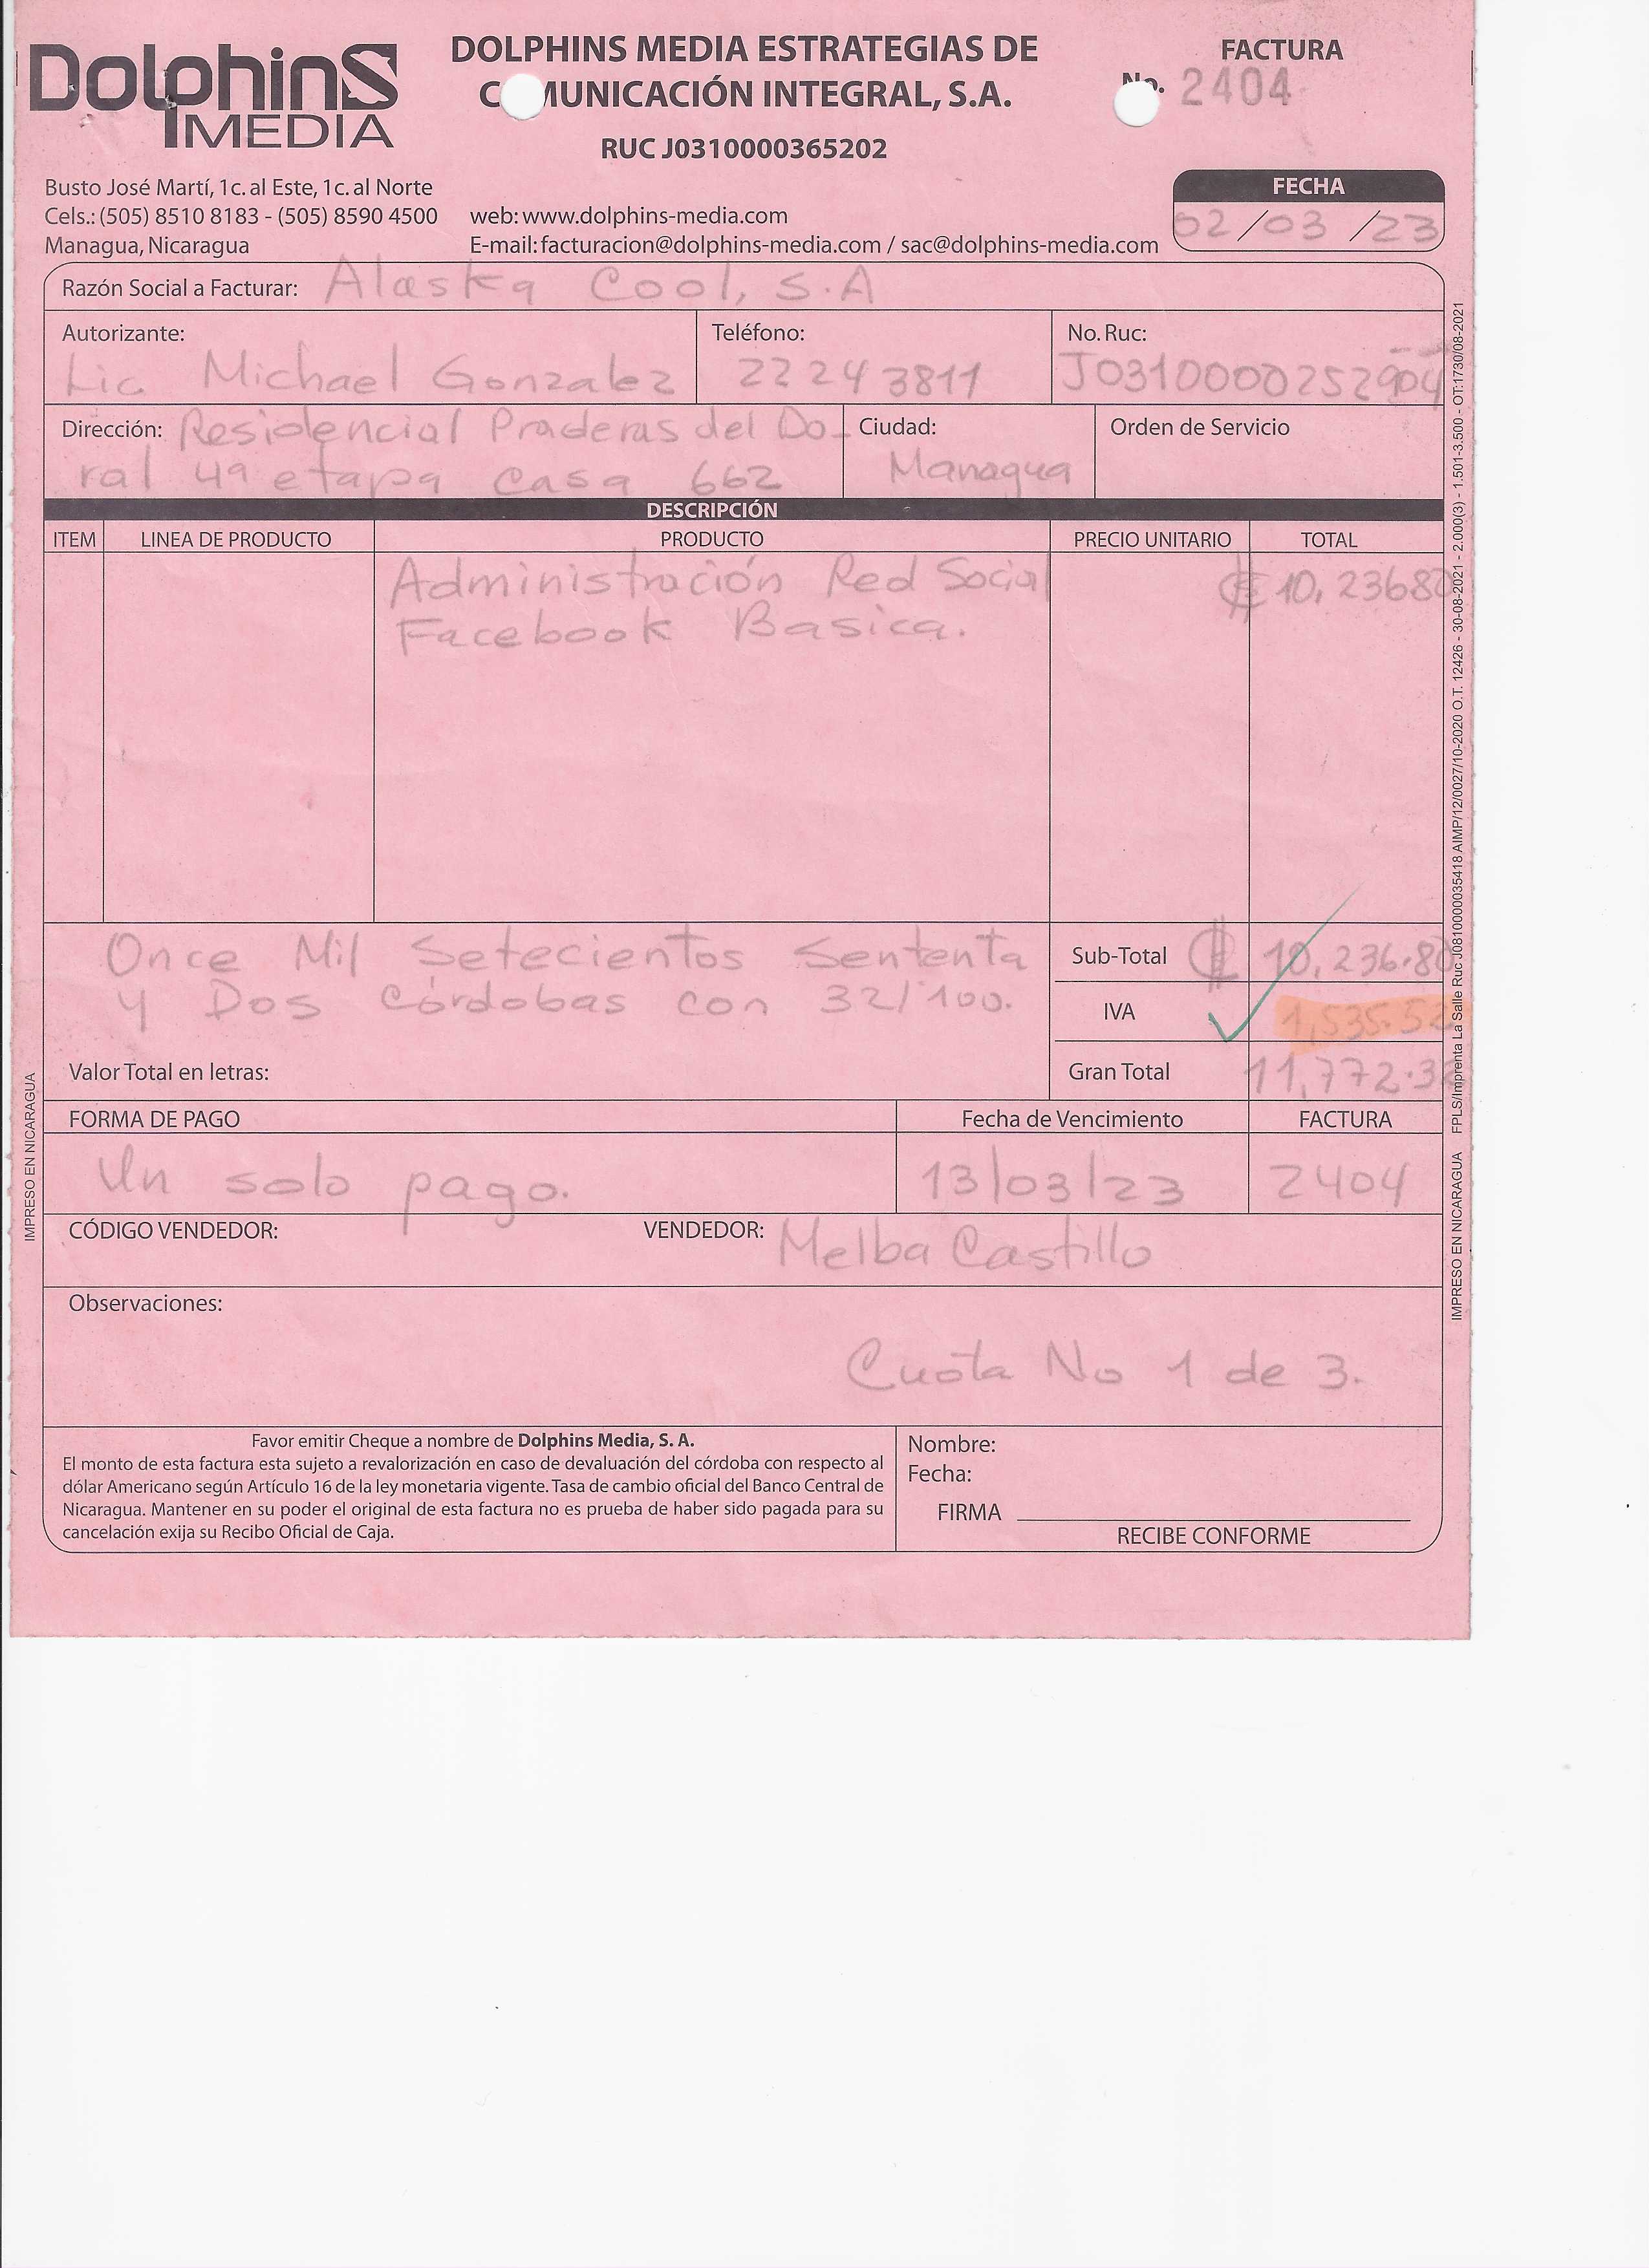 Dolphins
MEDIA
DOLPHINS MEDIA ESTRATEGIAS DE
COMUNICACIÓN INTEGRAL, S.A.
RUC J0310000365202
FACTURA
No. 2404
Busto José Martí, 1c. al Este, 1c. al Norte
Cels.: (505) 8510 8183 - (505) 8590 4500
Managua, Nicaragua
web: www.dolphins-media.com
E-mail: facturacion@dolphins-media.com / sac@dolphins-media.com
FECHA
02/03/23
Razón Social a Facturar: Alaska Cool, S.A
Autorizante:
Lic Michael Gonzalez
Teléfono:
2224 3811
No. Ruc:
J0310000252904
Dirección: Residencial Praderas del Do-
ral 4a etapa casa 662
Ciudad:
Managua
Orden de Servicio
DESCRIPCIÓN
ITEM LINEA DE PRODUCTO PRODUCTO PRECIO UNITARIO TOTAL
Administración Red Social C$ 10,23680
Facebook Basica.
Once Mil Setecientos Sententa
y Dos Córdobas con 32/100.
Valor Total en letras:
Sub-Total C$ 10,236.80
IVA 1,535.52
Gran Total 11,772.32
FORMA DE PAGO Fecha de Vencimiento FACTURA
Un solo pago. 13/03/23 2404
CÓDIGO VENDEDOR: VENDEDOR: Melba Castillo
Observaciones:
Cuota No 1 de 3.
Favor emitir Cheque a nombre de Dolphins Media, S. A.
El monto de esta factura esta sujeto a revalorización en caso de devaluación del córdoba con respecto al
dólar Americano según Artículo 16 de la ley monetaria vigente. Tasa de cambio oficial del Banco Central de
Nicaragua. Mantener en su poder el original de esta factura no es prueba de haber sido pagada para su
cancelación exija su Recibo Oficial de Caja.
Nombre:
Fecha:
FIRMA
RECIBE CONFORME
IMPRESO EN NICARAGUA
IMPRESO EN NICARAGUA FPLS/Imprenta La Salle Ruc J0810000035418 AIMP/12/0027/10-2020 O.T. 12426 - 30-08-2021 - 2.000(3) - 1.501-3.500 - OT:1730/08-2021